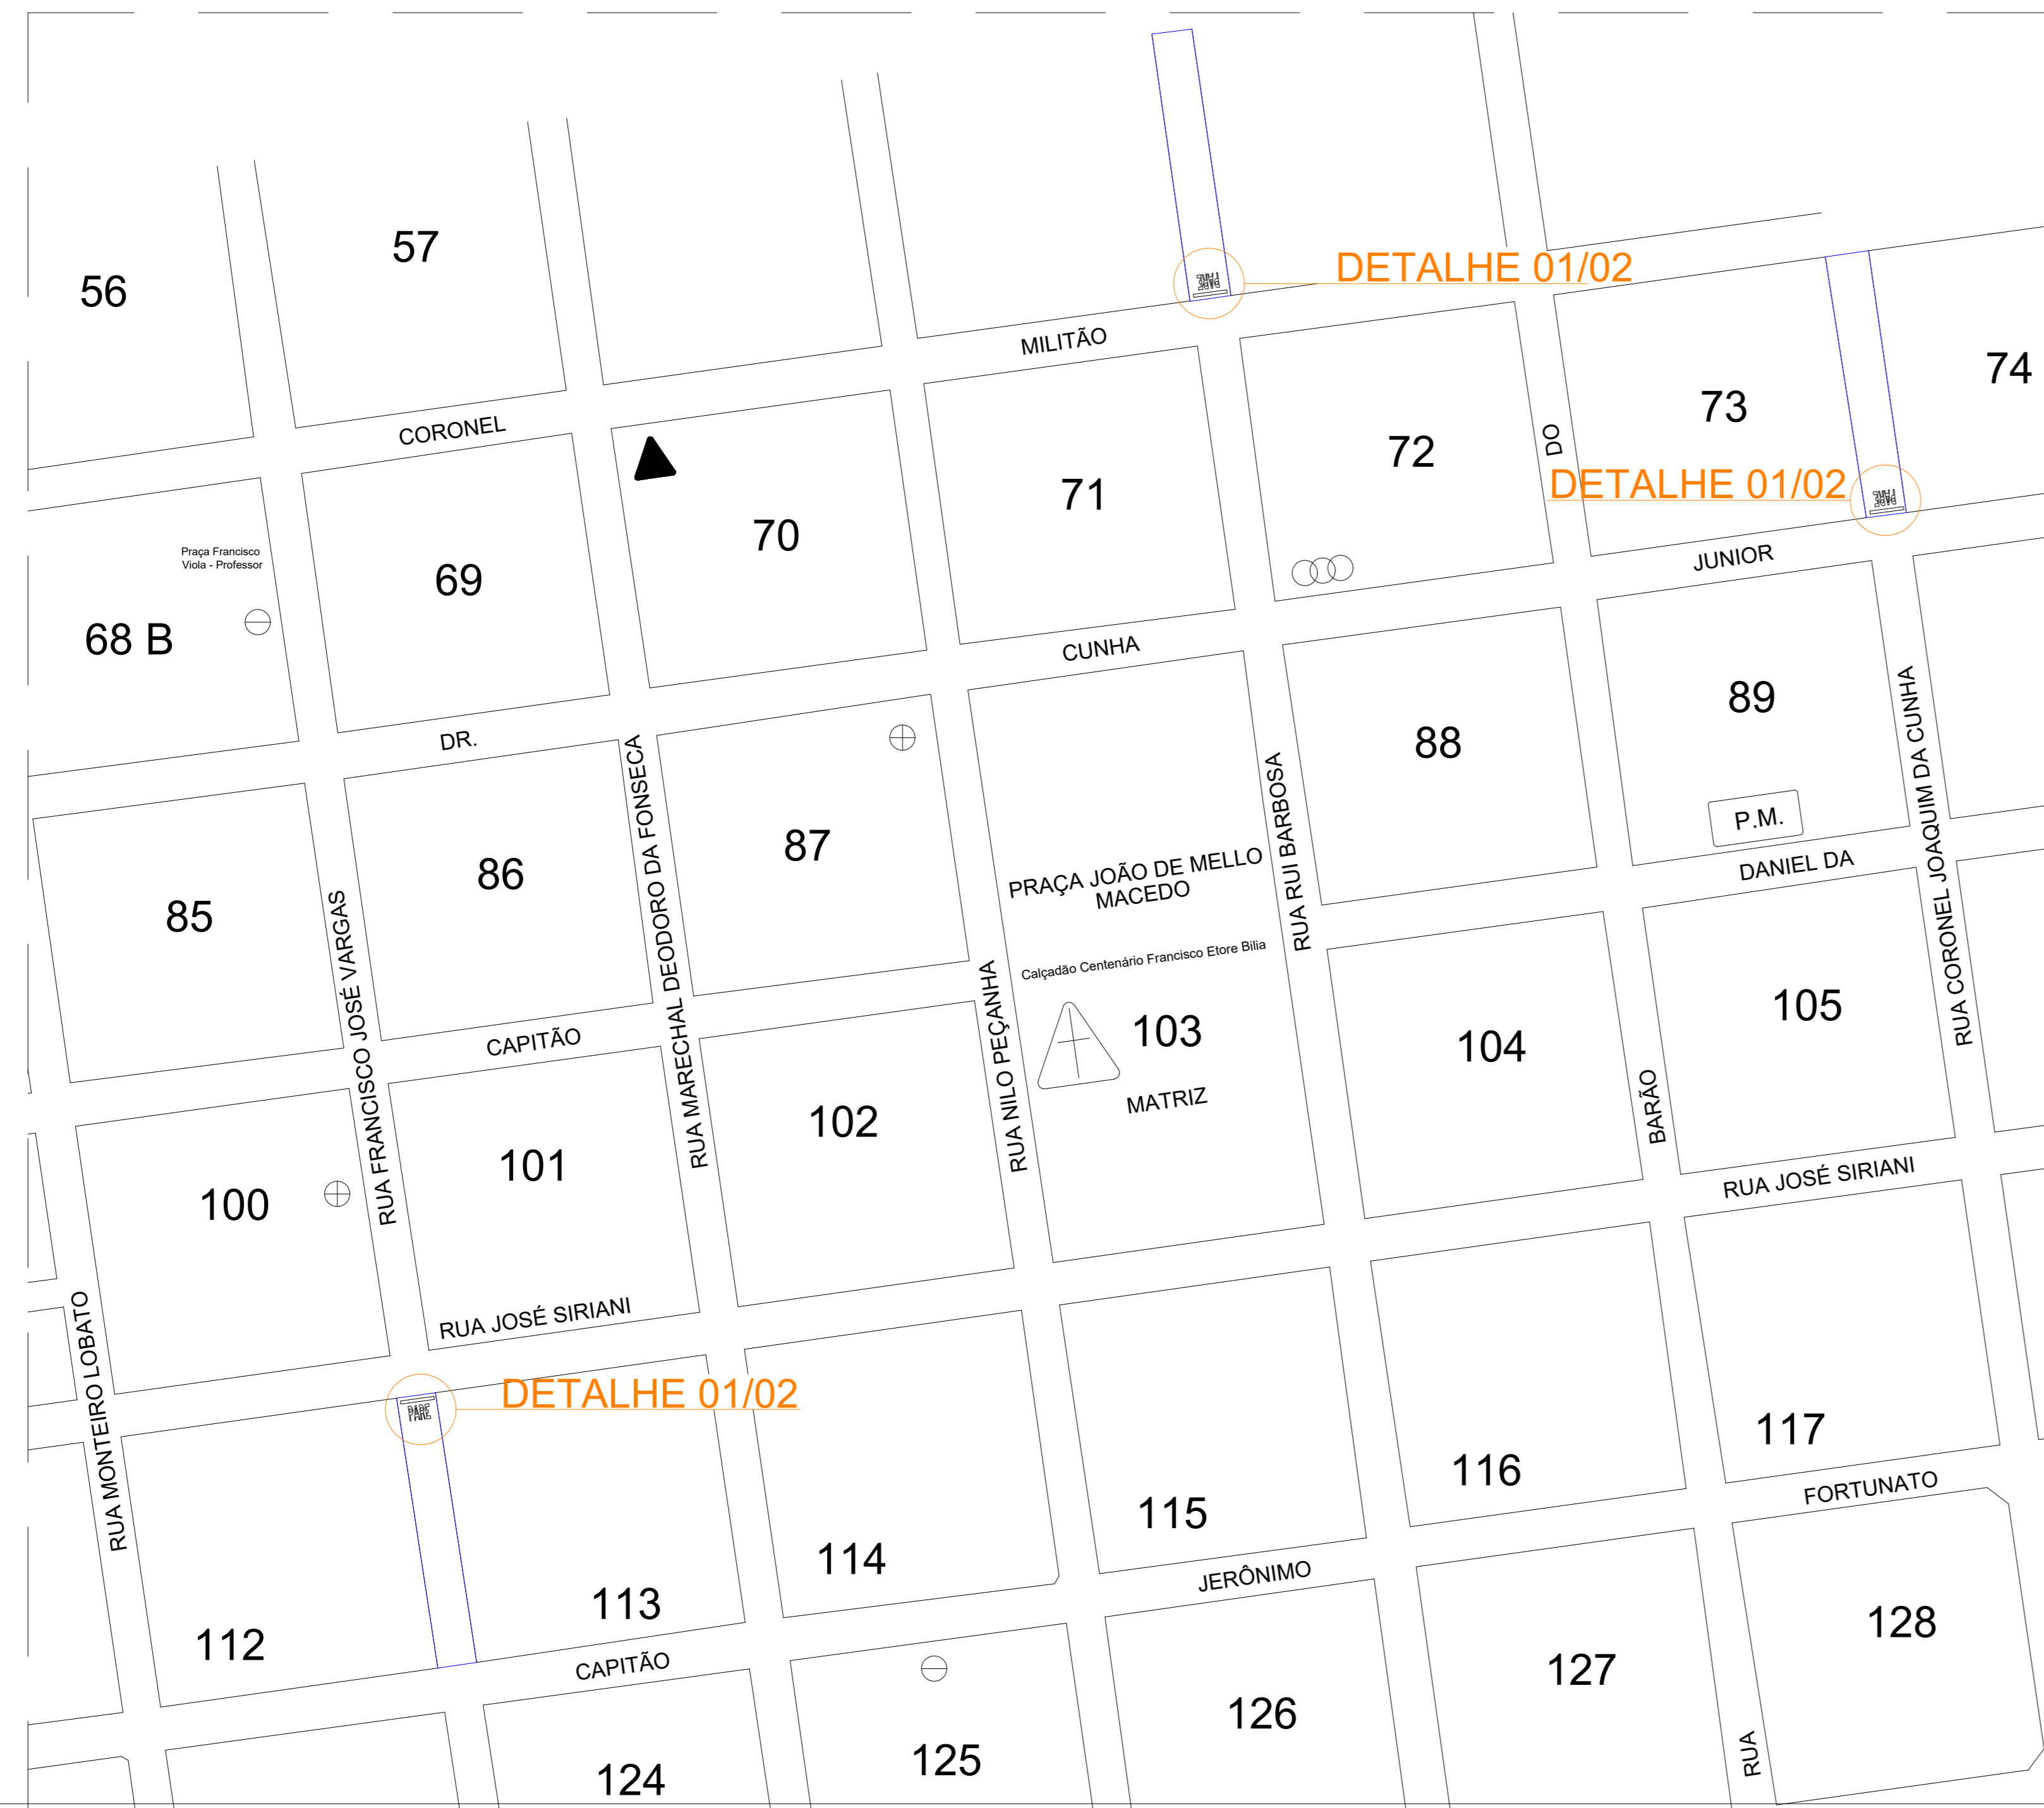 DETALHE 01/02
57
56
MILITÃO
74
73
CORONEL
DO
72
DETALHE 01/02
71
PARE
70
Praça Francisco
Viola - Professor
JUNIOR
69
68 B
CUNHA
89
DR.
88
RUA MARECHAL DEODORO DA FONSECA
RUA RUI BARBOSA
RUA CORONEL JOAQUIM DA CUNHA
P.M.
87
DANIEL DA
PRAÇA JOÃO DE MELLO
MACEDO
86
85
RUA FRANCISCO JOSÉ VARGAS
Calçadão Centenário Francisco Etore Bilia
105
RUA NILO PEÇANHA
103
CAPITÃO
104
MATRIZ
BARÃO
102
101
RUA JOSÉ SIRIANI
100
RUA JOSÉ SIRIANI
RUA MONTEIRO LOBATO
DETALHE 01/02
PARE
117
116
FORTUNATO
115
114
JERÔNIMO
113
128
112
CAPITÃO
127
126
RUA
125
124